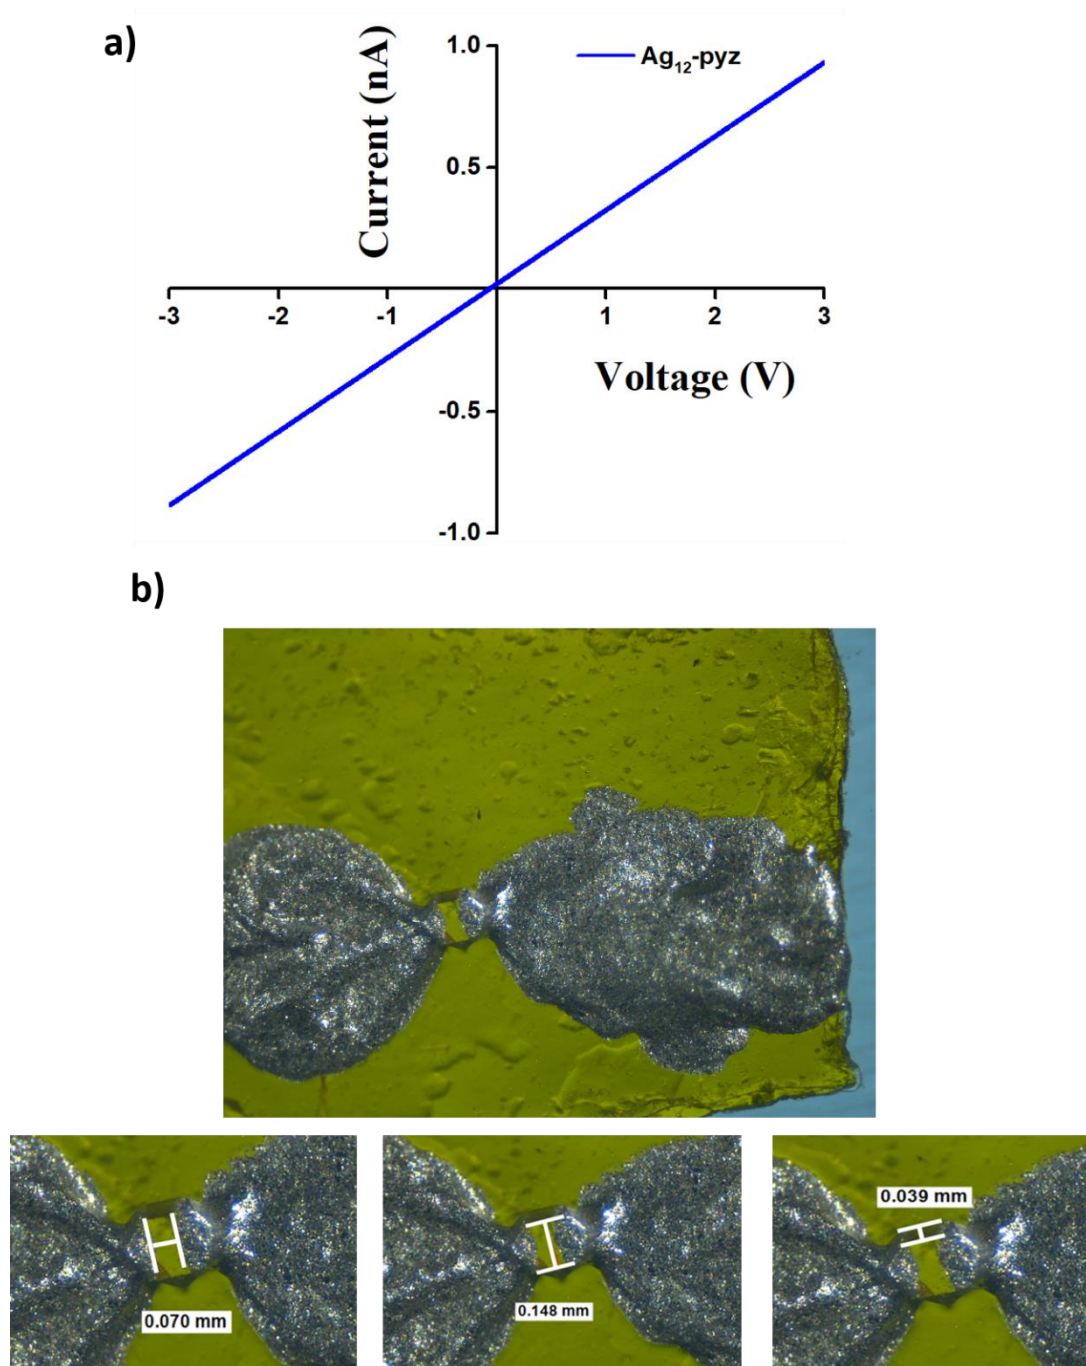 a)
Current (nA)
1.0
Ag₁₂-pyz
0.5
-3 -2 -1 1 2 3
Voltage (V)
-0.5
-1.0
b)
0.070 mm
0.148 mm
0.039 mm